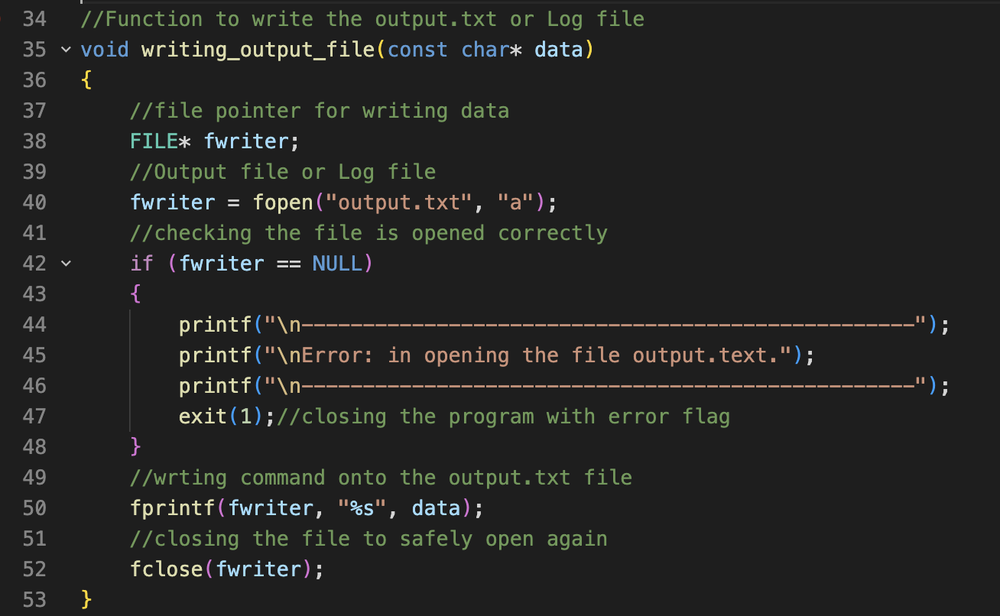 34 //Function to write the output.txt or Log file
35 void writing_output_file(const char* data)
36 {
37     //file pointer for writing data
38     FILE* fwriter;
39     //Output file or Log file
40     fwriter = fopen("output.txt", "a");
41     //checking the file is opened correctly
42     if (fwriter == NULL)
43     {
44         printf("\n--------------------------------------------------");
45         printf("\nError: in opening the file output.text.");
46         printf("\n--------------------------------------------------");
47         exit(1);//closing the program with error flag
48     }
49     //wrting command onto the output.txt file
50     fprintf(fwriter, "%s", data);
51     //closing the file to safely open again
52     fclose(fwriter);
53 }